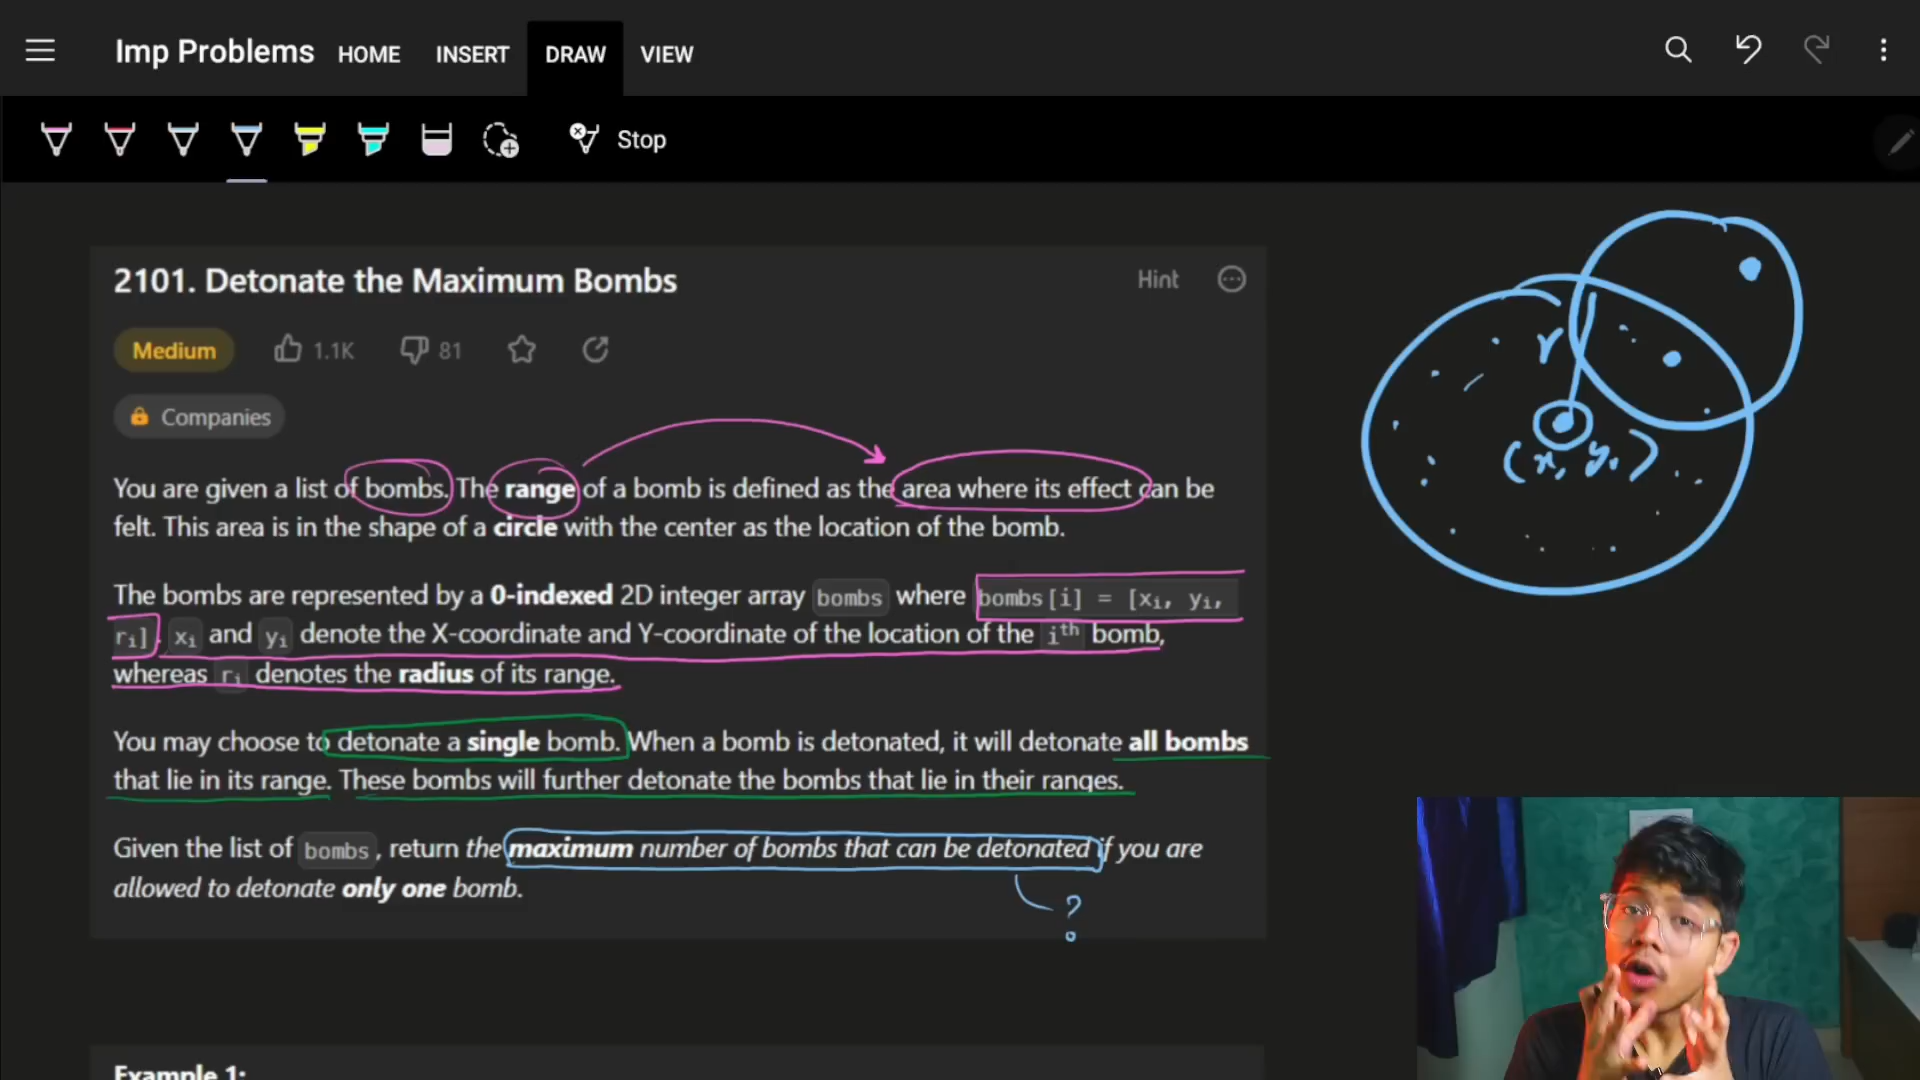 Imp Problems HOME INSERT DRAW VIEW
Stop
2101. Detonate the Maximum Bombs Hint
Medium 1.1K 81
Companies
You are given a list of bombs. The range of a bomb is defined as the area where its effect can be
felt. This area is in the shape of a circle with the center as the location of the bomb.
The bombs are represented by a 0-indexed 2D integer array bombs where bombs[i] = [xi, yi,
ri]. xi and yi denote the X-coordinate and Y-coordinate of the location of the ith bomb,
whereas ri denotes the radius of its range.
You may choose to detonate a single bomb. When a bomb is detonated, it will detonate all bombs
that lie in its range. These bombs will further detonate the bombs that lie in their ranges.
Given the list of bombs, return the maximum number of bombs that can be detonated if you are
allowed to detonate only one bomb.
?
Example 1:
r
(x, y)